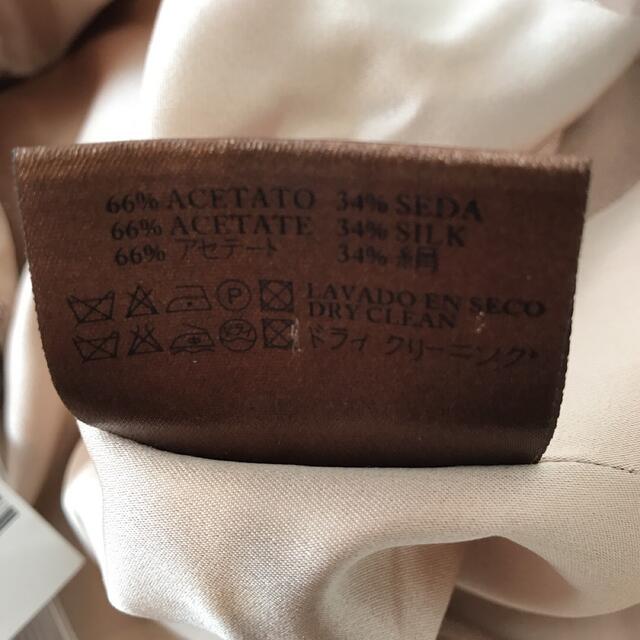 66% ACETATO 34% SEDA
66% ACETATE 34% SILK
66% アセテート 34% 絹
LAVADO EN SECO
DRY CLEAN
ドライ クリーニング